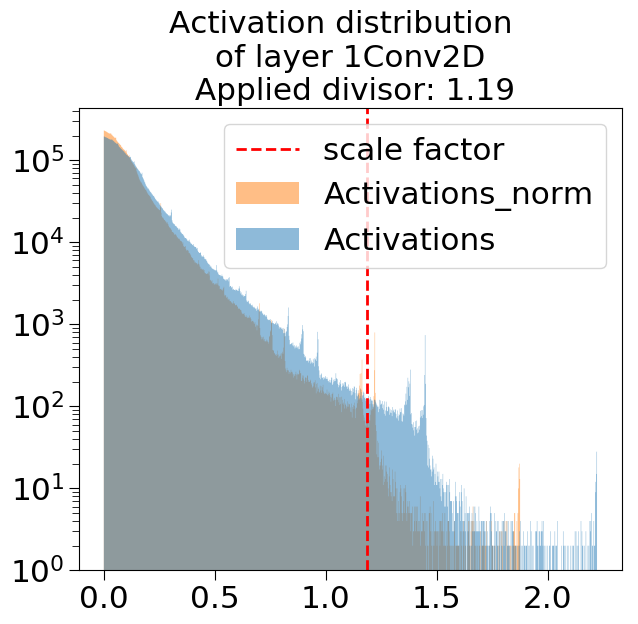 Activation distribution
of layer 1Conv2D
Applied divisor: 1.19
scale factor
Activations_norm
Activations
10^5
10^4
10^3
10^2
10^1
10^0
0.0 0.5 1.0 1.5 2.0